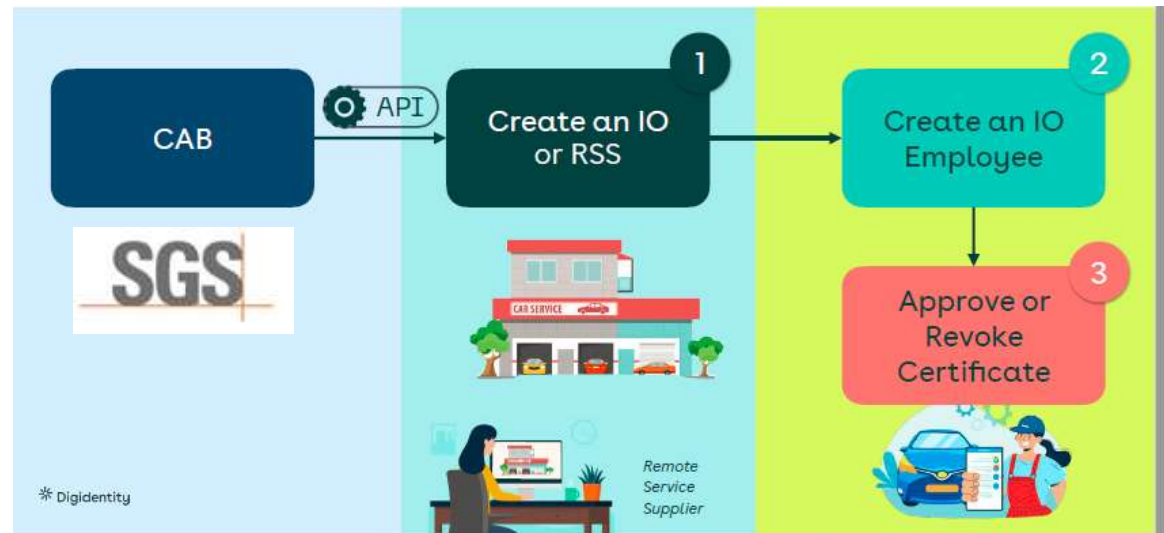 CAB
API
1
Create an IO
or RSS
2
Create an IO
Employee
3
Approve or
Revoke
Certificate
SGS
CAR SERVICE
Remote
Service
Supplier
Digidentity